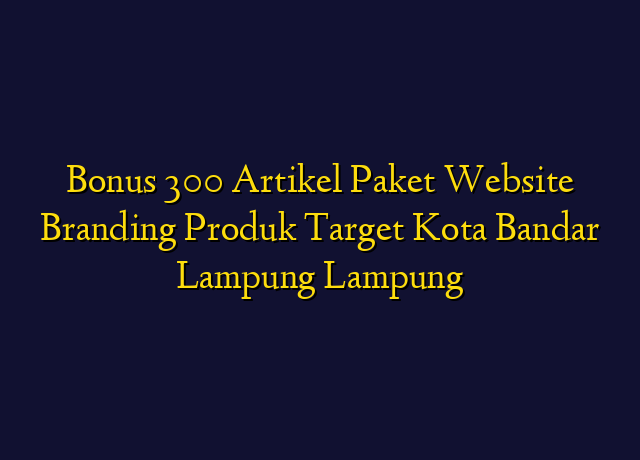 Bonus 300 Artikel Paket Website
Branding Produk Target Kota Bandar
Lampung Lampung